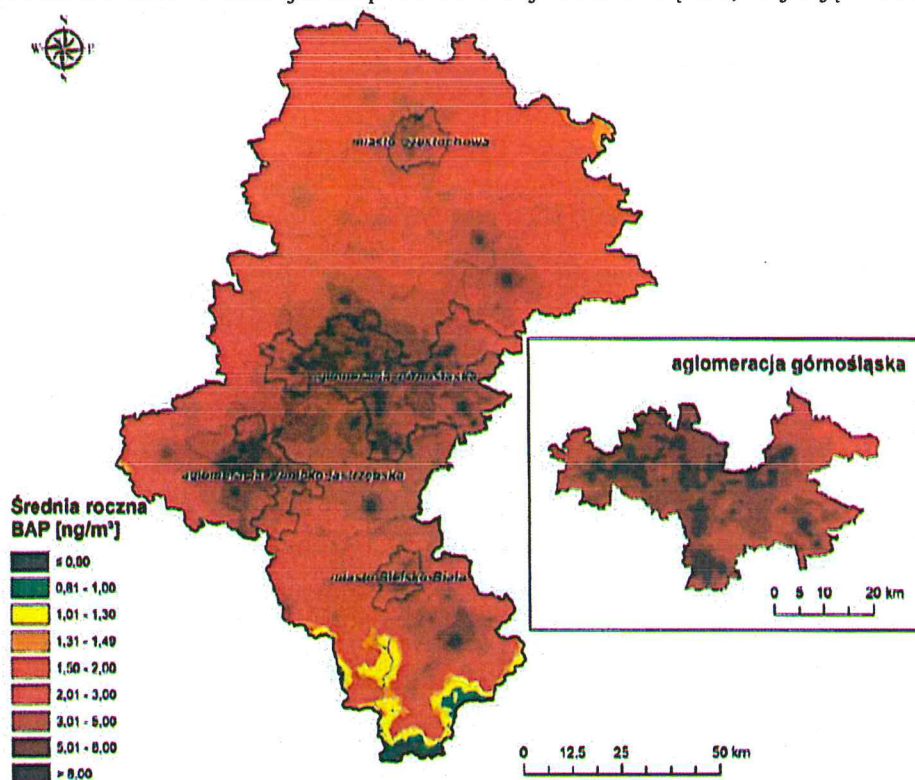 N
W E
S
miasto Częstochowa
aglomeracja górnośląska
aglomeracja górnośląska
aglomeracja rybnicko-jastrzębska
Średnia roczna
BAP [ng/m³]
0,81 - 1,00
1,01 - 1,30
1,31 - 1,49
1,50 - 2,00
2,01 - 3,00
3,01 - 5,00
5,01 - 8,00
> 8,00
miasto Bielsko-Biała
0 5 10 20 km
0 12,5 25 50 km